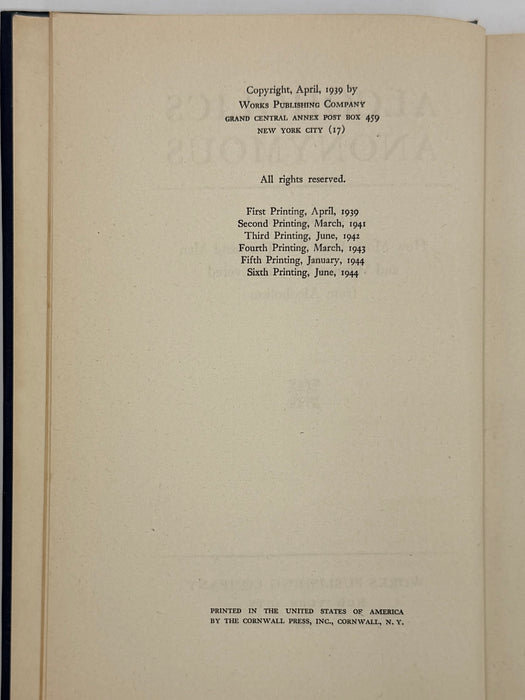 Copyright, April, 1939 by
WORKS PUBLISHING COMPANY
GRAND CENTRAL ANNEX POST BOX 459
NEW YORK CITY (17)
All rights reserved.
First Printing, April, 1939
Second Printing, March, 1941
Third Printing, June, 1942
Fourth Printing, March, 1943
Fifth Printing, January, 1944
Sixth Printing, June, 1944
PRINTED IN THE UNITED STATES OF AMERICA
BY THE CORNWALL PRESS, INC., CORNWALL, N. Y.